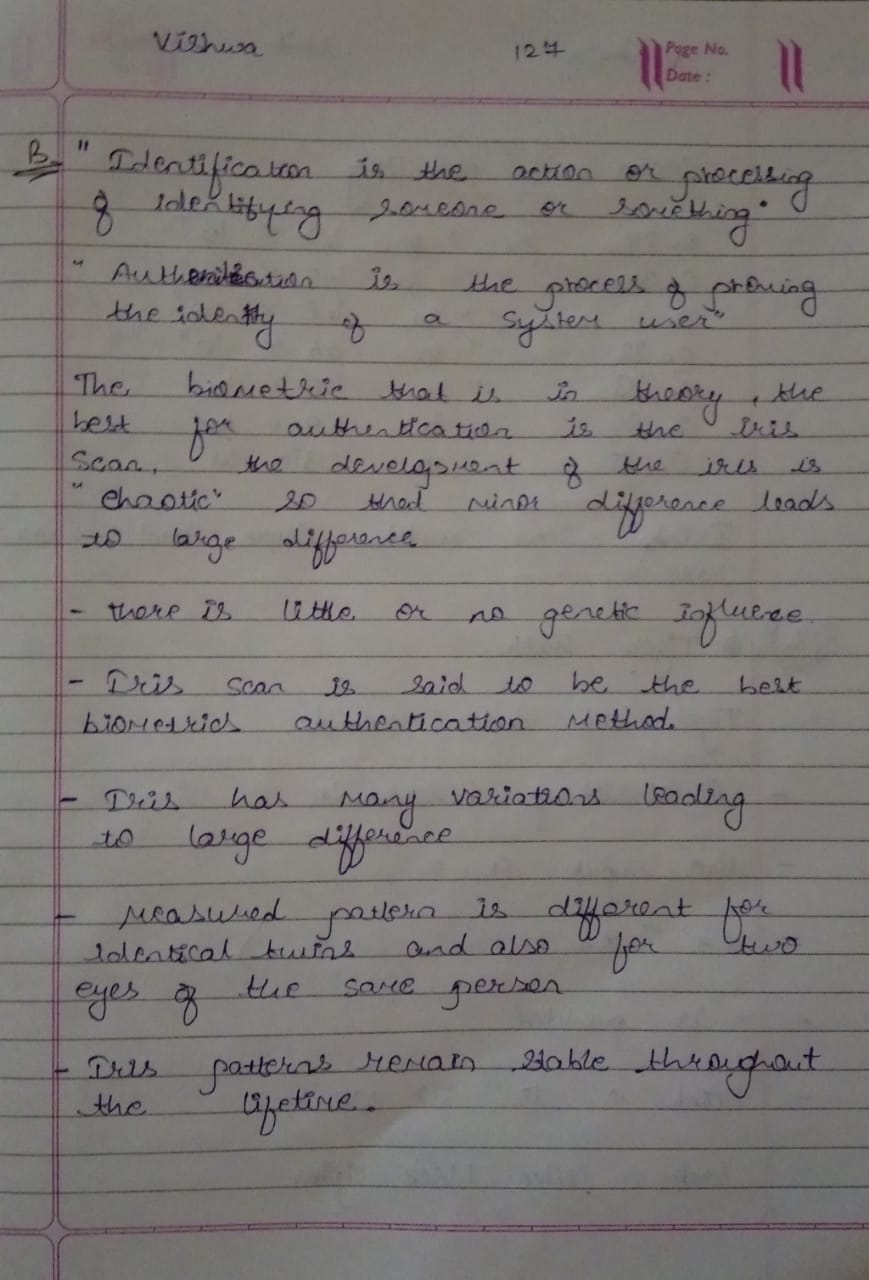 Vishwa 127 Page No.
Date :
B. " Identification is the action or processing
of identifying someone or something"
" Authentication is the process of proving
the identity of a system user"
The biometric that is in theory, the
best for authentication is the iris
Scan, the development of the iris is
"Chaotic" so that minor difference leads
to large difference
- there is little or no genetic influence
- Iris scan is said to be the best
biometrics authentication method.
- Iris has many variations leading
to large difference
- Measured pattern is different for
identical twins and also for two
eyes of the same person
- Iris patterns remain stable throughout
the lifetime.